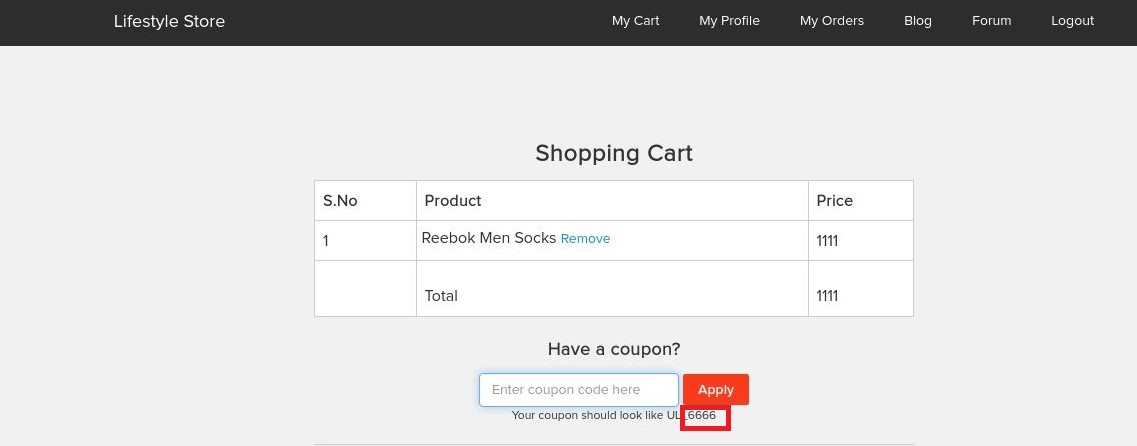 Lifestyle Store My Cart My Profile My Orders Blog Forum Logout
Shopping Cart
S.No Product Price
1 Reebok Men Socks Remove 1111
Total 1111
Have a coupon?
Enter coupon code here Apply
Your coupon should look like UL_6666